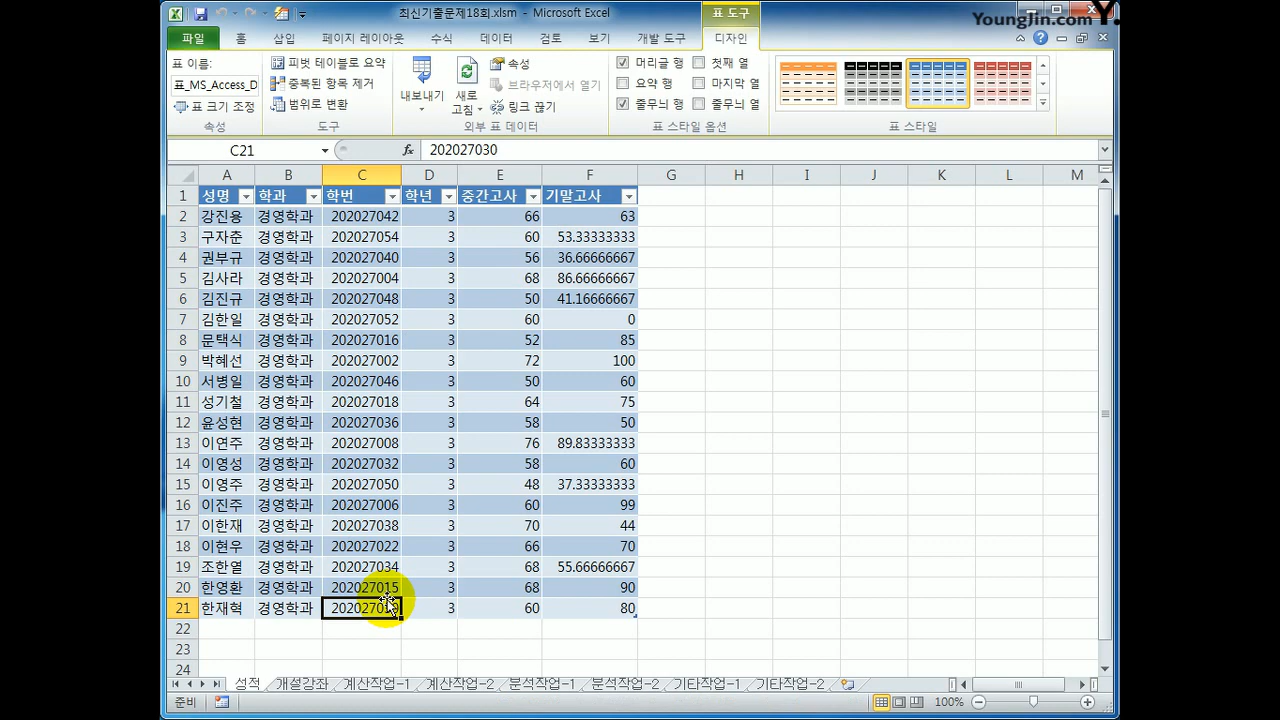 최신기출문제18회.xlsm - Microsoft Excel 표 도구
YoungJin.com Y.
파일 홈 삽입 페이지 레이아웃 수식 데이터 검토 보기 개발 도구 디자인
표 이름: 피벗 테이블로 요약 속성 머리글 행 첫째 열
표_MS_Access_D 중복된 항목 제거 내보내기 새로 고침 브라우저에서 열기 요약 행 마지막 열
표 크기 조정 범위로 변환 링크 끊기 줄무늬 행 줄무늬 열
속성 도구 외부 표 데이터 표 스타일 옵션 표 스타일
C21 fx 202027030
A B C D E F G H I J K L M
1 성명 학과 학번 학년 중간고사 기말고사
2 강진용 경영학과 202027042 3 66 63
3 구자춘 경영학과 202027054 3 60 53.33333333
4 권부규 경영학과 202027040 3 56 36.66666667
5 김사라 경영학과 202027004 3 68 86.66666667
6 김진규 경영학과 202027048 3 50 41.16666667
7 김한일 경영학과 202027052 3 60 0
8 문택식 경영학과 202027016 3 52 85
9 박혜선 경영학과 202027002 3 72 100
10 서병일 경영학과 202027046 3 50 60
11 성기철 경영학과 202027018 3 64 75
12 윤성현 경영학과 202027036 3 58 50
13 이연주 경영학과 202027008 3 76 89.83333333
14 이영성 경영학과 202027032 3 58 60
15 이영주 경영학과 202027050 3 48 37.33333333
16 이진주 경영학과 202027006 3 60 99
17 이한재 경영학과 202027038 3 70 44
18 이현우 경영학과 202027022 3 66 70
19 조한열 경영학과 202027034 3 68 55.66666667
20 한영환 경영학과 202027015 3 68 90
21 한재혁 경영학과 3 60 80
22
23
24
성적 개설강좌 계산작업-1 계산작업-2 분석작업-1 분석작업-2 기타작업-1 기타작업-2
준비 100%